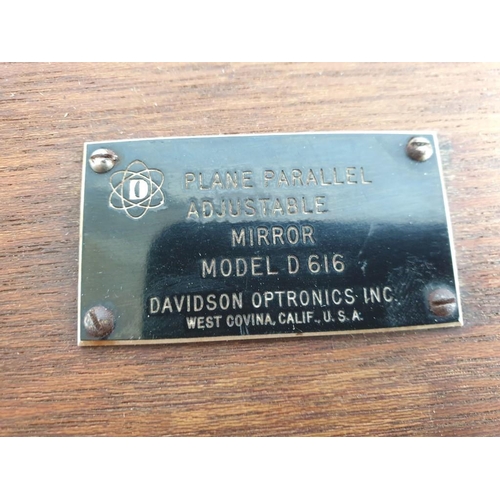 D PLANE PARALLEL
ADJUSTABLE
MIRROR
MODEL D 616
DAVIDSON OPTRONICS INC.
WEST COVINA, CALIF., U. S. A.